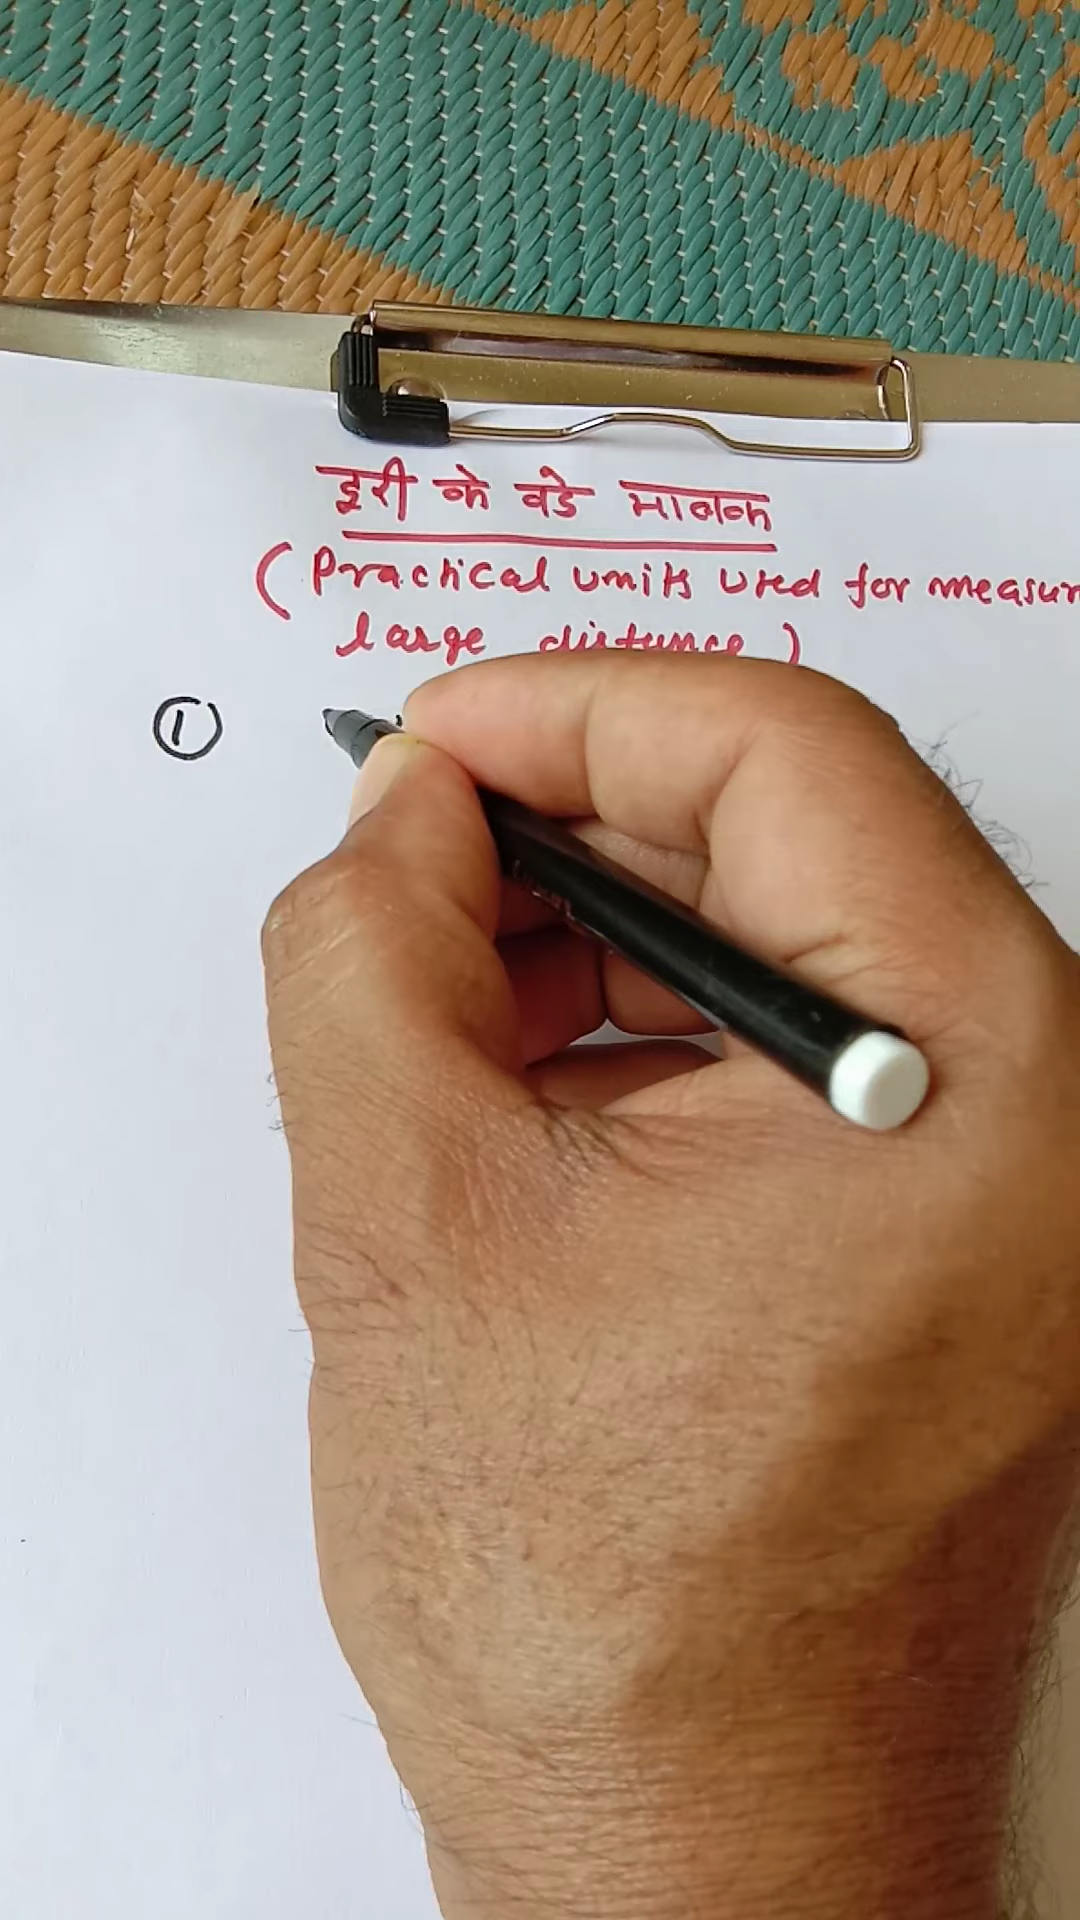 दूरी के बडे मात्रक
(Practical units used for measur
large distance)
①